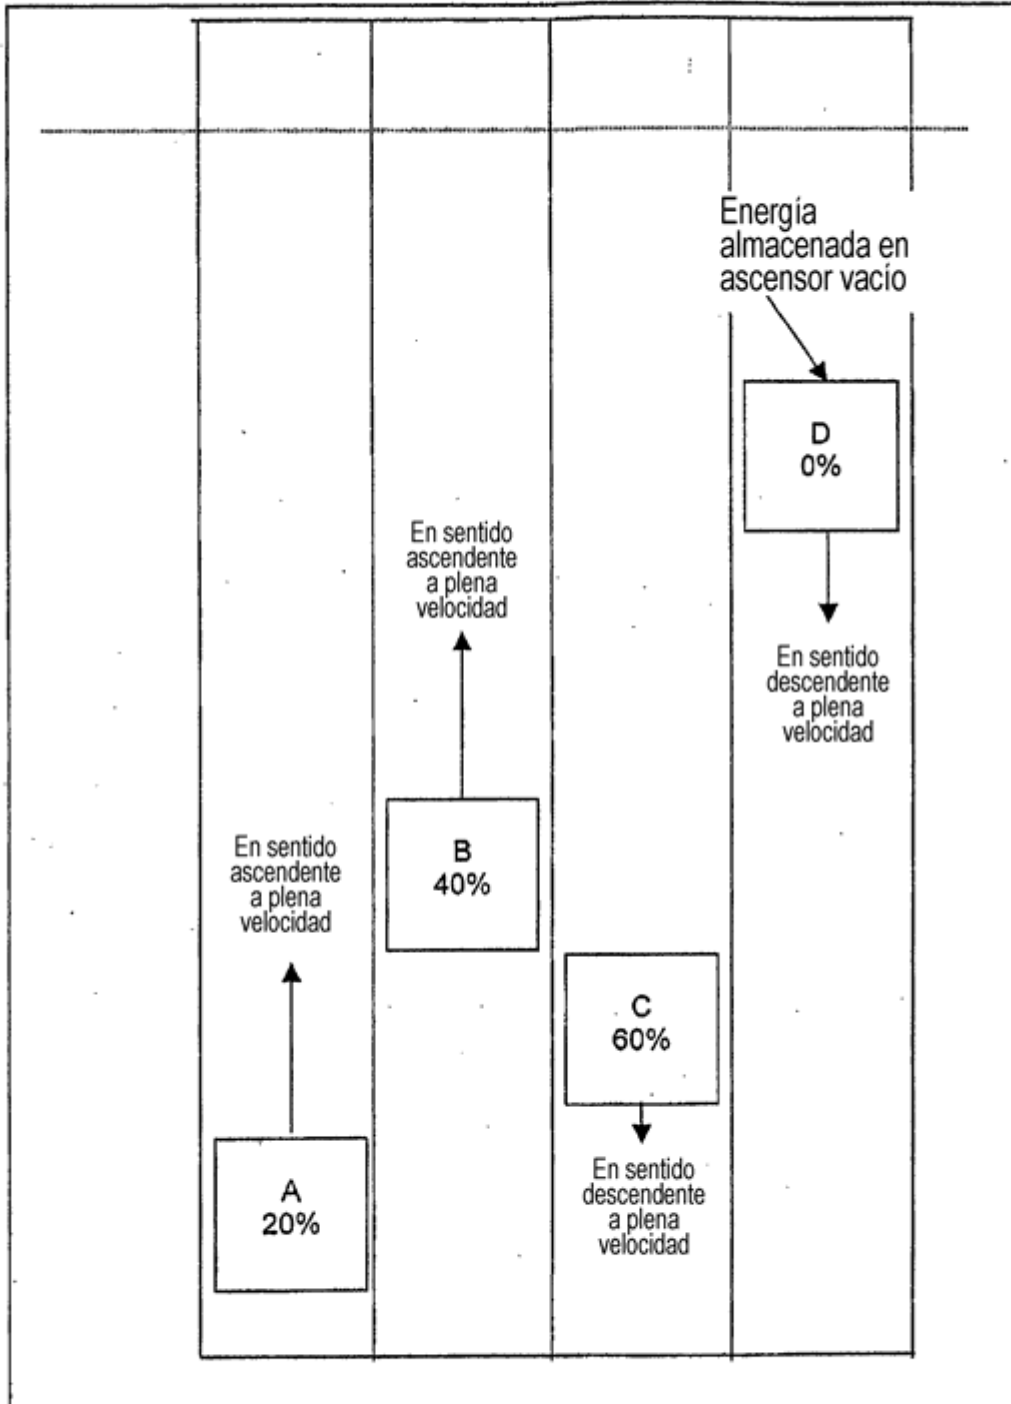 Energía
almacenada en
ascensor vacío
D
0%
En sentido
descendente
a plena
velocidad
En sentido
ascendente
a plena
velocidad
B
40%
En sentido
ascendente
a plena
velocidad
A
20%
C
60%
En sentido
descendente
a plena
velocidad